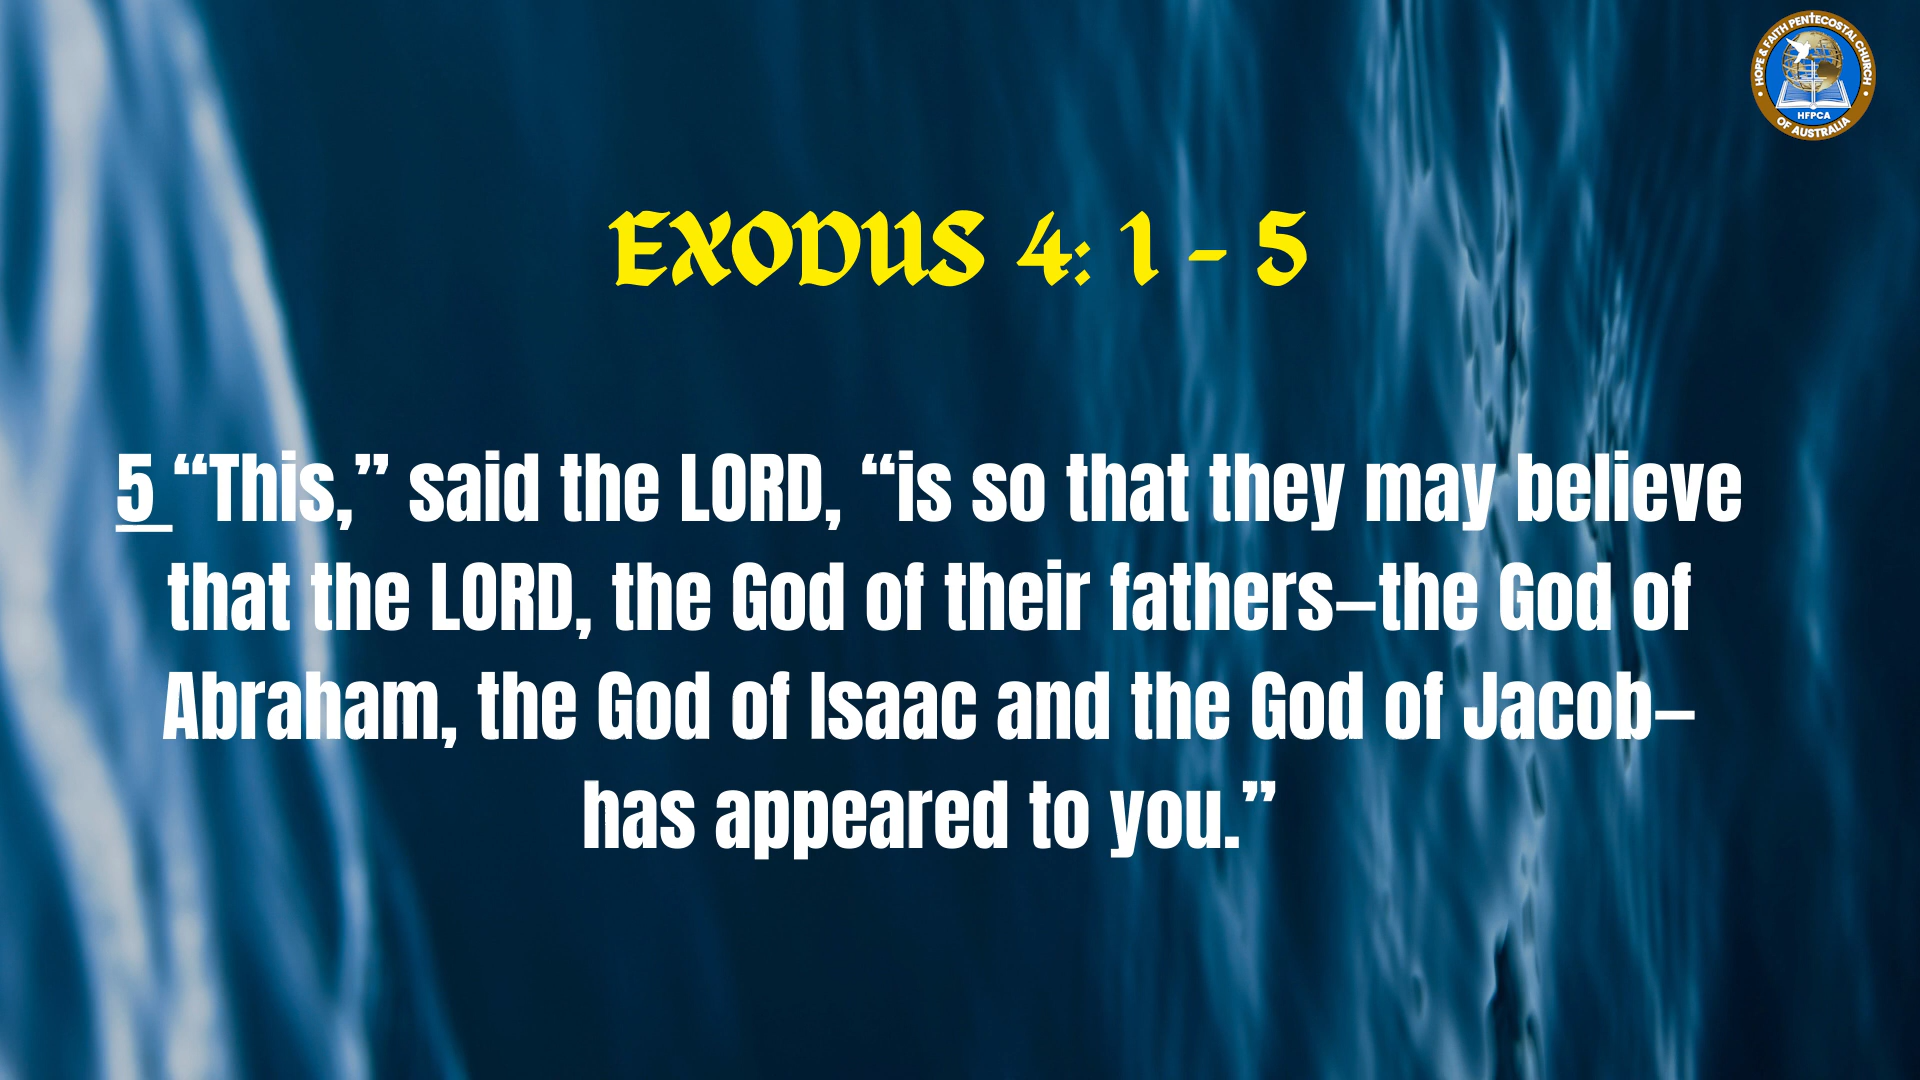 HOPE & FAITH PENTECOSTAL CHURCH
HFPCA
OF AUSTRALIA
EXODUS 4: 1 - 5
5 “This,” said the LORD, “is so that they may believe
that the LORD, the God of their fathers—the God of
Abraham, the God of Isaac and the God of Jacob—
has appeared to you.”